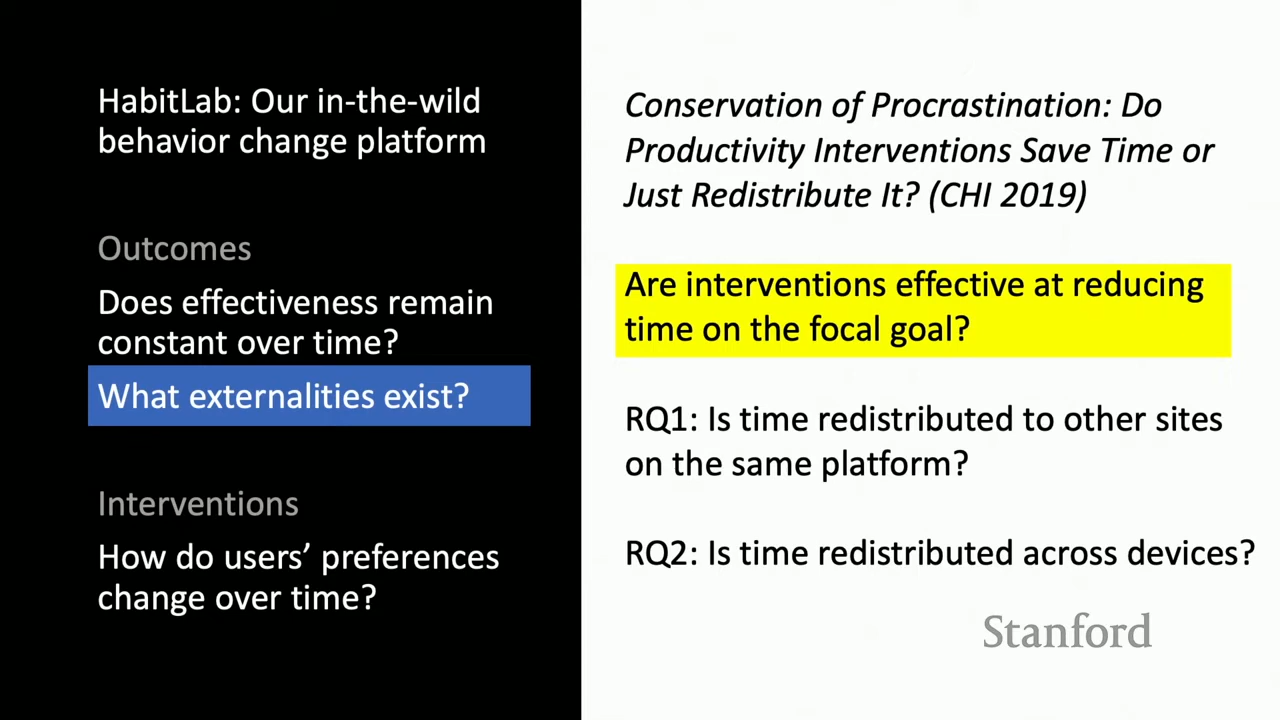 HabitLab: Our in-the-wild
behavior change platform
Outcomes
Does effectiveness remain
constant over time?
What externalities exist?
Interventions
How do users’ preferences
change over time?
Conservation of Procrastination: Do
Productivity Interventions Save Time or
Just Redistribute It? (CHI 2019)
Are interventions effective at reducing
time on the focal goal?
RQ1: Is time redistributed to other sites
on the same platform?
RQ2: Is time redistributed across devices?
Stanford